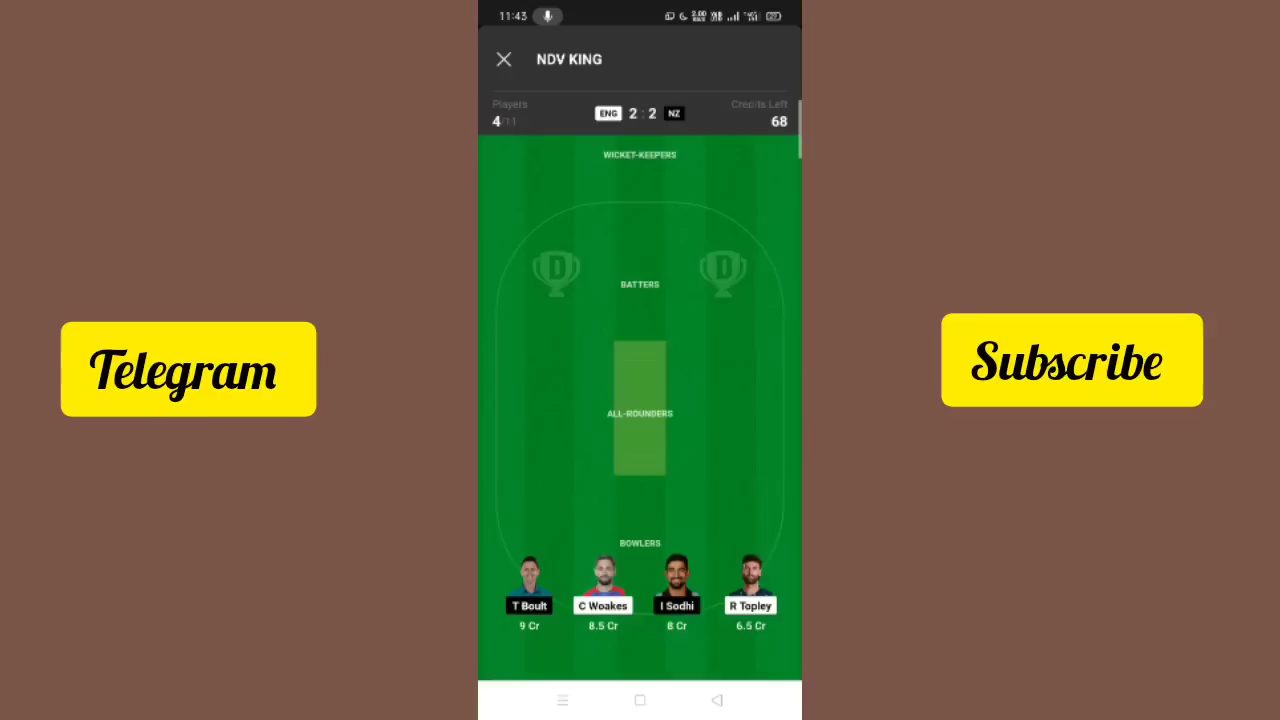 11:43
NDV KING
Players
4/11
ENG 2 : 2 NZ
Credits Left
68
WICKET-KEEPERS
D D
BATTERS
Telegram
Subscribe
ALL-ROUNDERS
BOWLERS
T Boult C Woakes I Sodhi R Topley
9 Cr 8.5 Cr 8 Cr 6.5 Cr